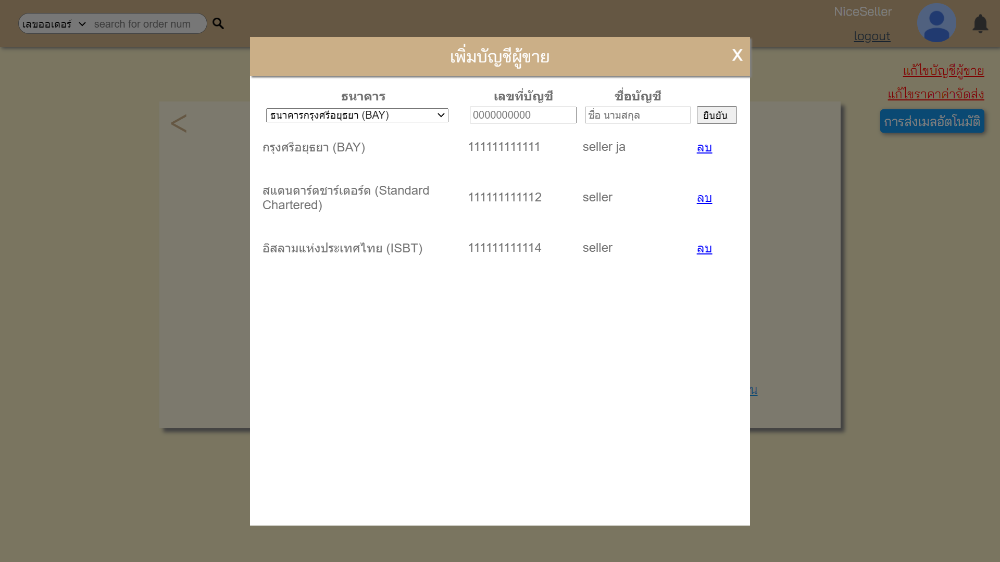 เลขออเดอร์ search for order num
NiceSeller
logout
เพิ่มบัญชีผู้ขาย X
แก้ไขบัญชีผู้ขาย
แก้ไขราคาค่าจัดส่ง
การส่งเมลอัตโนมัติ
<
ธนาคาร เลขที่บัญชี ชื่อบัญชี
ธนาคารกรุงศรีอยุธยา (BAY) 0000000000 ชื่อ นามสกุล ยืนยัน
กรุงศรีอยุธยา (BAY) 111111111111 seller ja ลบ
สแตนดาร์ดชาร์เตอร์ด (Standard
Chartered) 111111111112 seller ลบ
อิสลามแห่งประเทศไทย (ISBT) 111111111114 seller ลบ
น